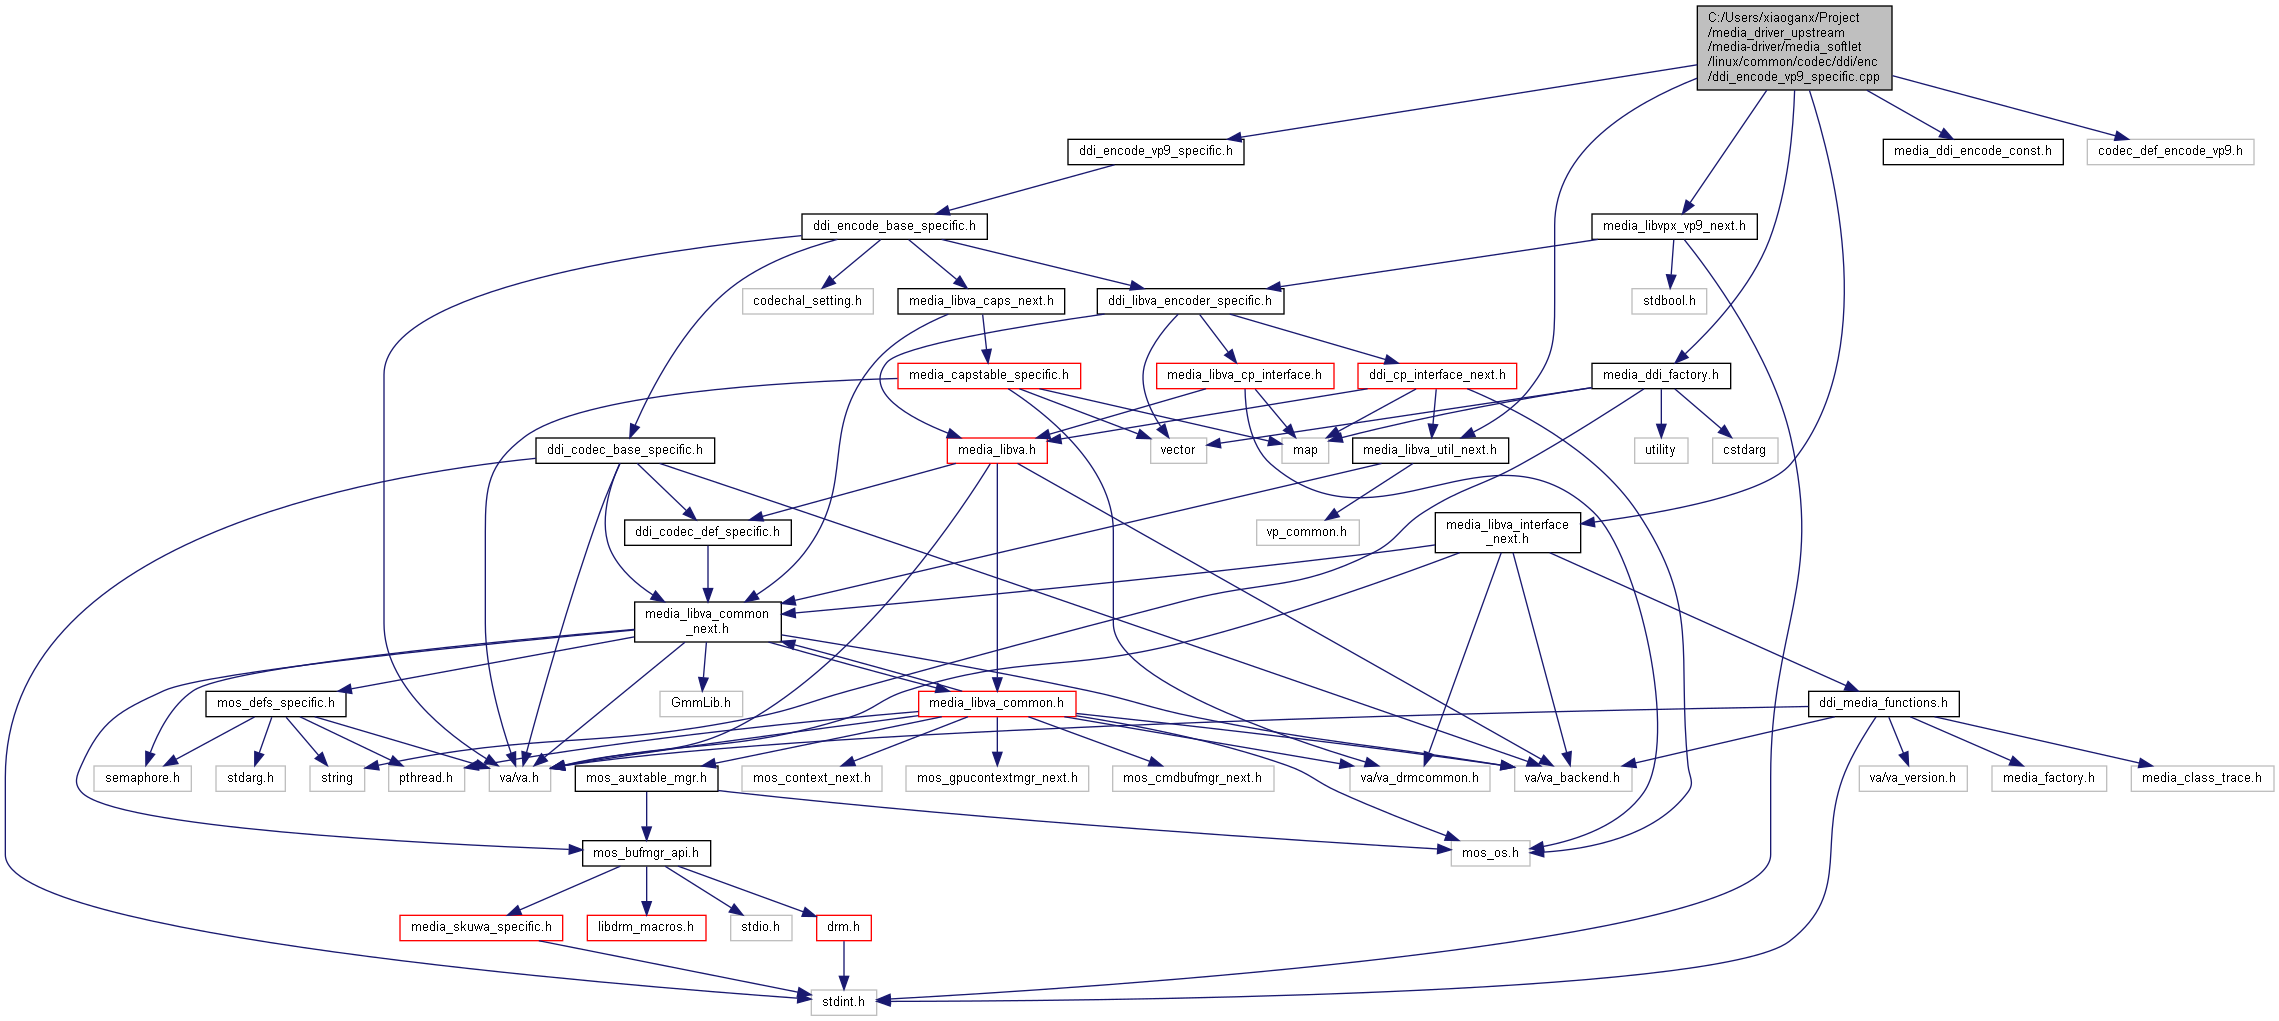 C:/Users/xiaoganx/Project
/media_driver_upstream
/media-driver/media_softlet
/linux/common/codec/ddi/enc
/ddi_encode_vp9_specific.cpp
ddi_encode_vp9_specific.h
media_ddi_encode_const.h
codec_def_encode_vp9.h
ddi_encode_base_specific.h
media_libvpx_vp9_next.h
codechal_setting.h
media_libva_caps_next.h
ddi_libva_encoder_specific.h
stdbool.h
media_capstable_specific.h
media_libva_cp_interface.h
ddi_cp_interface_next.h
media_ddi_factory.h
ddi_codec_base_specific.h
media_libva.h
vector
map
media_libva_util_next.h
utility
cstdarg
ddi_codec_def_specific.h
vp_common.h
media_libva_interface
_next.h
media_libva_common
_next.h
mos_defs_specific.h
GmmLib.h
media_libva_common.h
ddi_media_functions.h
semaphore.h
stdarg.h
string
pthread.h
va/va.h
mos_auxtable_mgr.h
mos_context_next.h
mos_gpucontextmgr_next.h
mos_cmdbufmgr_next.h
va/va_drmcommon.h
va/va_backend.h
va/va_version.h
media_factory.h
media_class_trace.h
mos_bufmgr_api.h
mos_os.h
media_skuwa_specific.h
libdrm_macros.h
stdio.h
drm.h
stdint.h